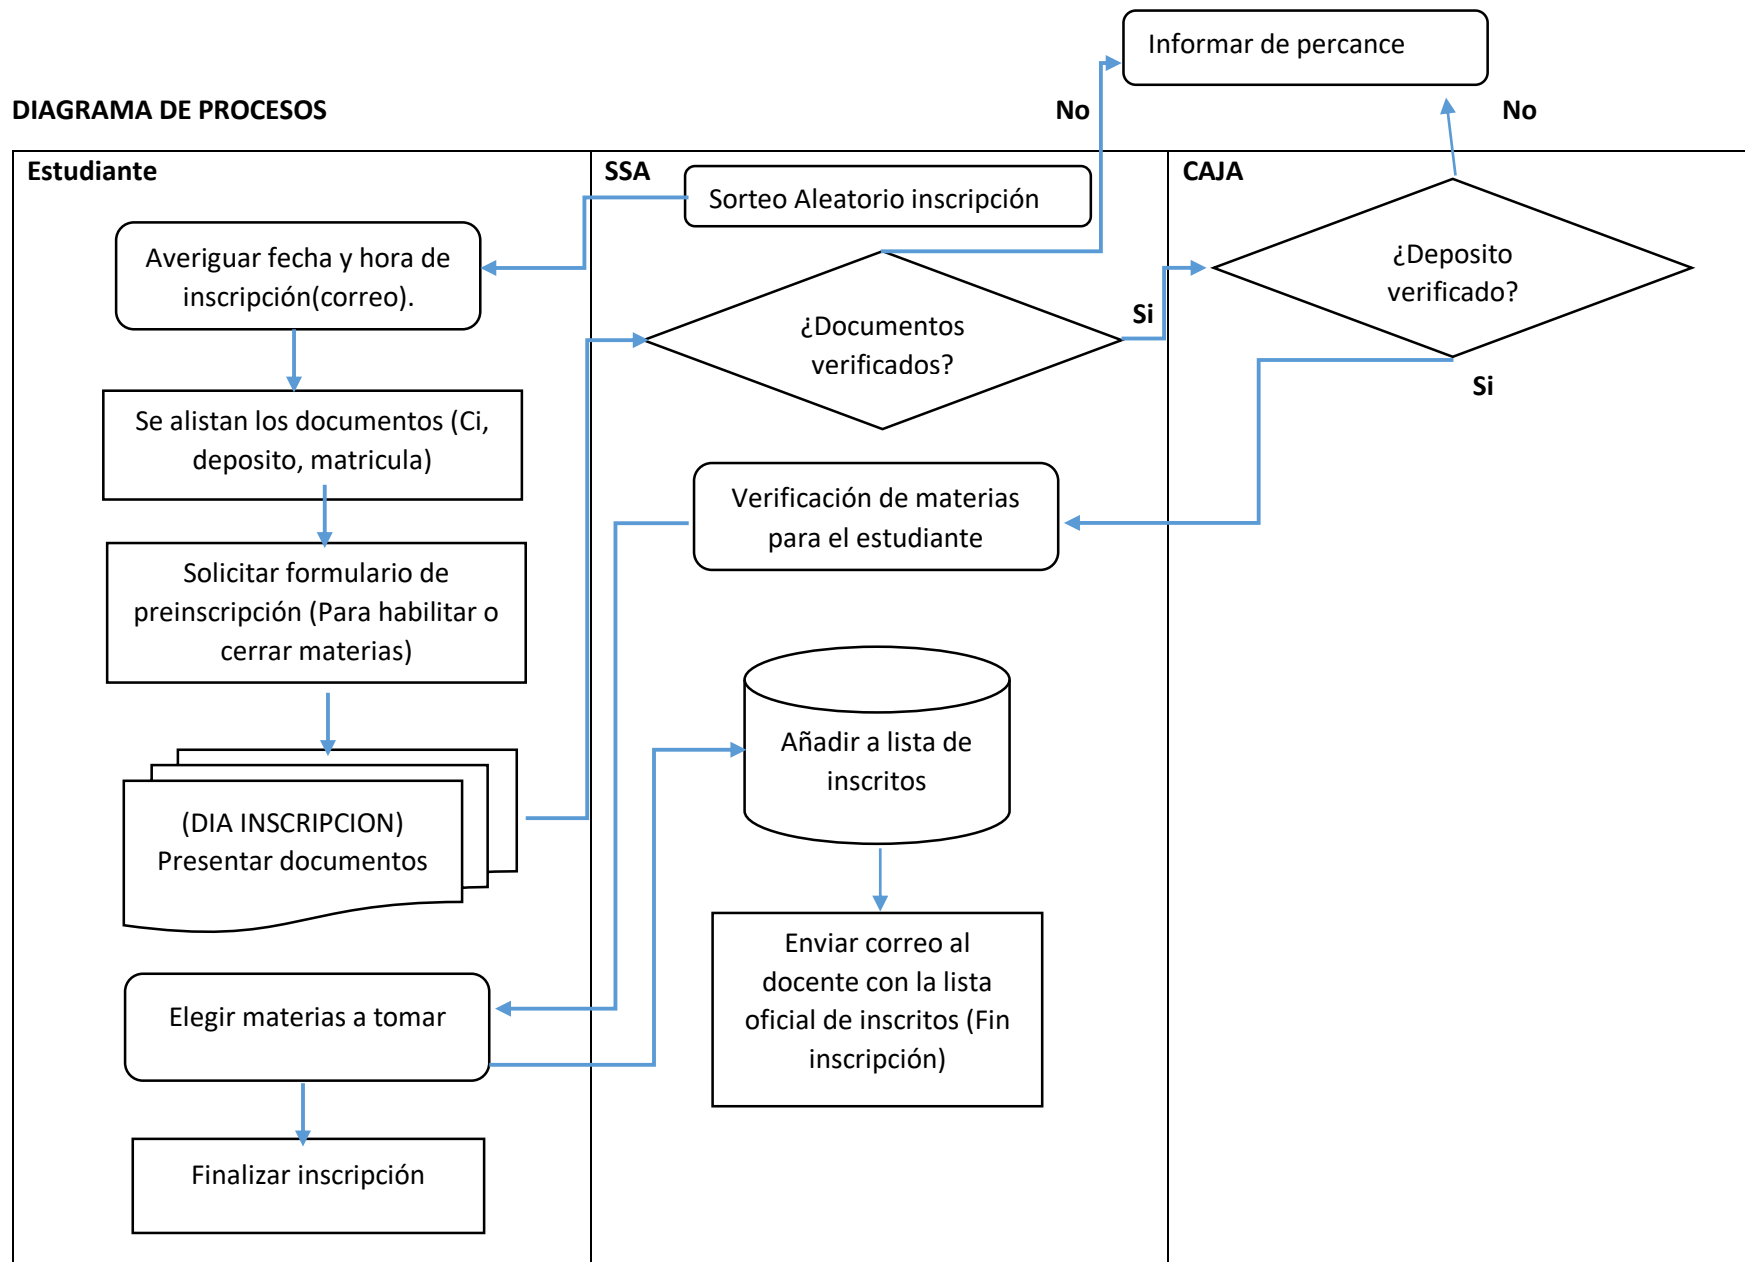 Informar de percance
DIAGRAMA DE PROCESOS
No
No
Estudiante
SSA
CAJA
Sorteo Aleatorio inscripción
Averiguar fecha y hora de
inscripción(correo).
¿Documentos
verificados?
Si
¿Deposito
verificado?
Si
Se alistan los documentos (Ci,
deposito, matricula)
Verificación de materias
para el estudiante
Solicitar formulario de
preinscripción (Para habilitar o
cerrar materias)
Añadir a lista de
inscritos
(DIA INSCRIPCION)
Presentar documentos
Enviar correo al
docente con la lista
oficial de inscritos (Fin
inscripción)
Elegir materias a tomar
Finalizar inscripción